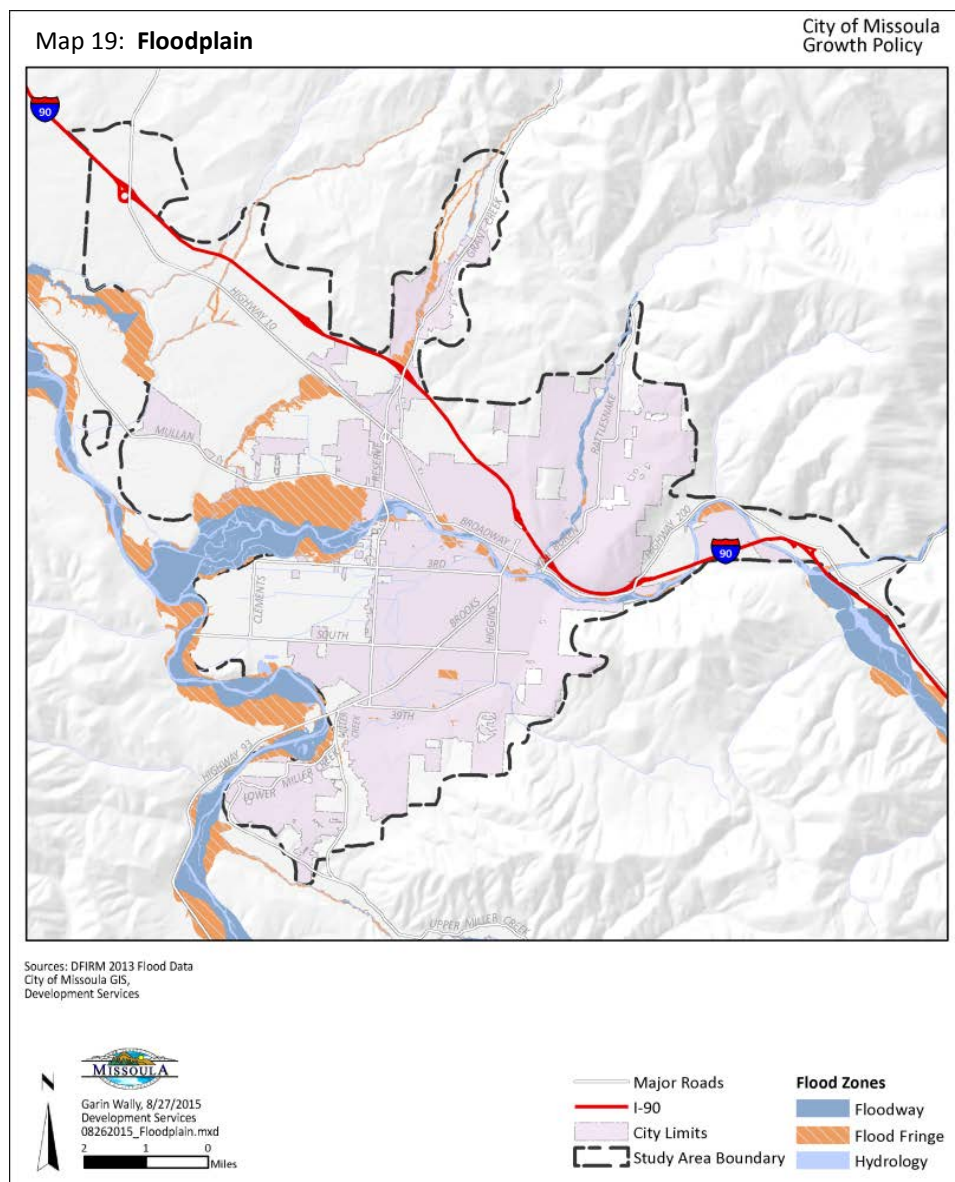 Map 19: Floodplain
City of Missoula
Growth Policy
90
GRANT CREEK
HIGHWAY 10
MULLAN
RESERVE
RATTLESNAKE
BROADWAY
HIGHWAY 200
90
3RD
CLEMENTS
BROOKS
HIGGINS
SOUTH
39TH
MILLER CREEK
HIGHWAY 93
LOWER MILLER CREEK
UPPER MILLER CREEK
Sources: DFIRM 2013 Flood Data
City of Missoula GIS,
Development Services
N
MISSOULA
Garin Wally, 8/27/2015
Development Services
08262015_Floodplain.mxd
2 1 0
Miles
Major Roads
I-90
City Limits
Study Area Boundary
Flood Zones
Floodway
Flood Fringe
Hydrology